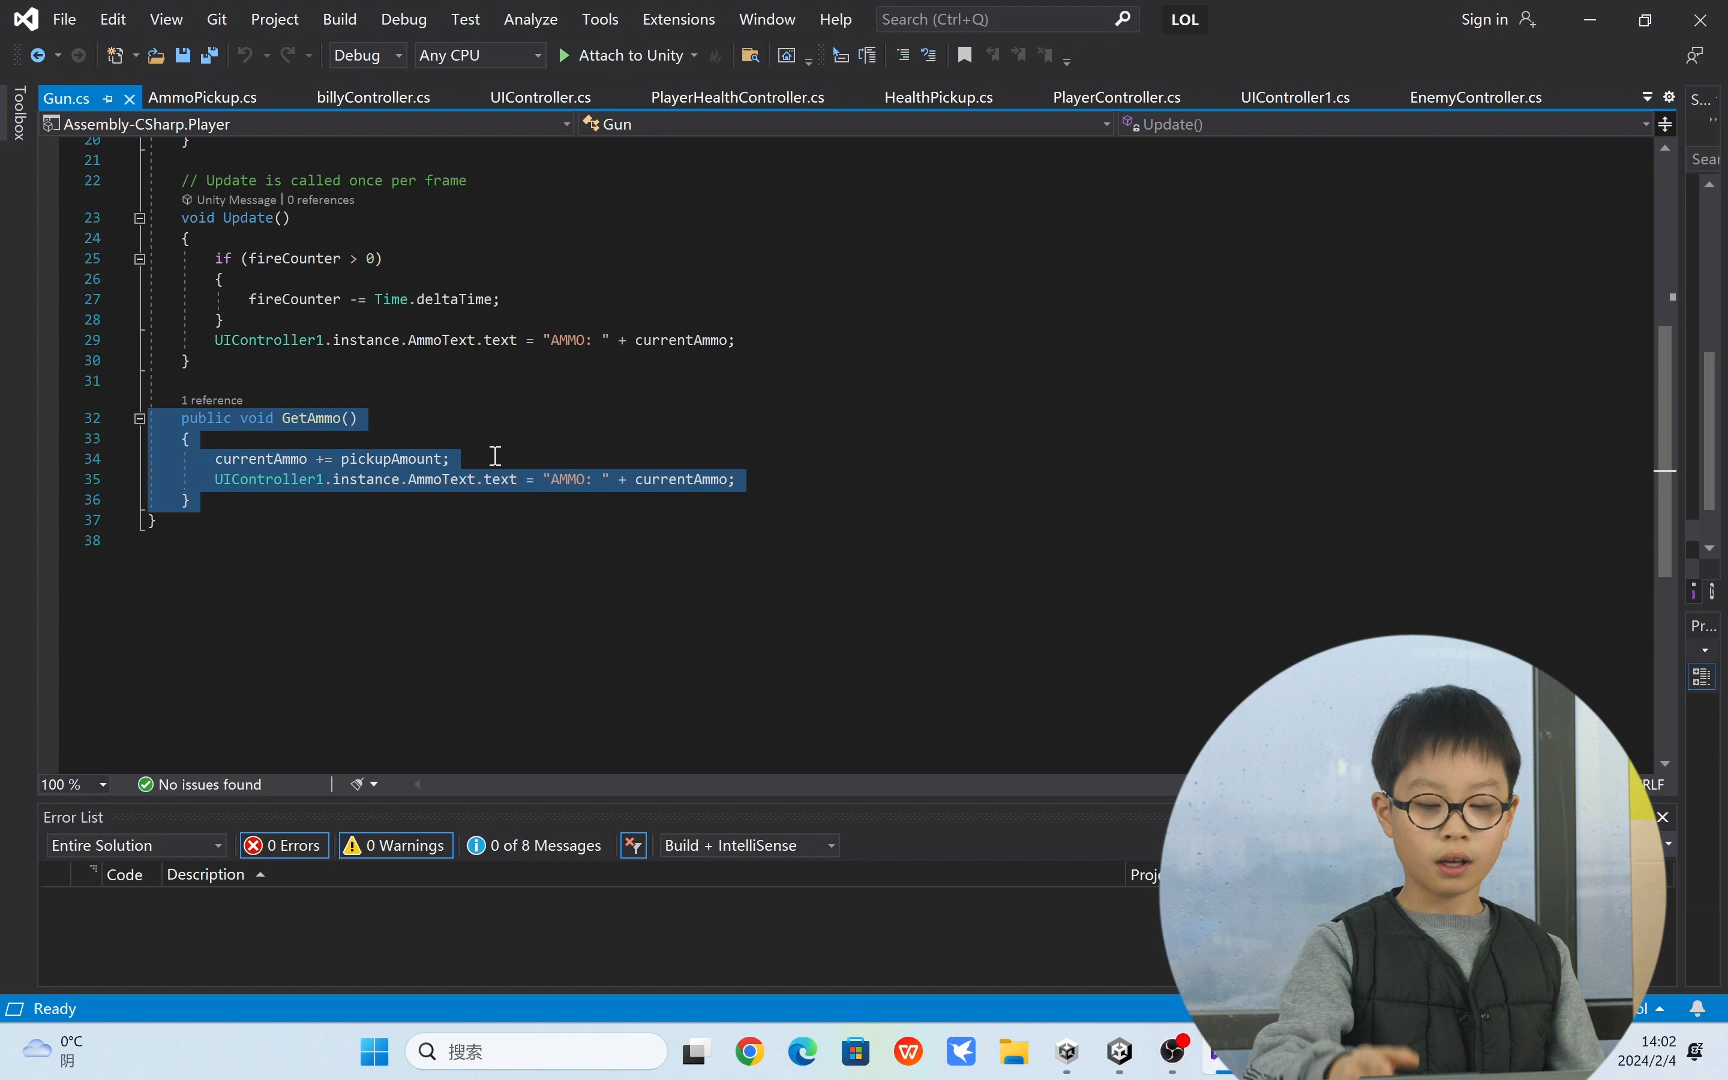 File Edit View Git Project Build Debug Test Analyze Tools Extensions Window Help Search (Ctrl+Q) LOL Sign in
Debug Any CPU Attach to Unity
Toolbox
Gun.cs AmmoPickup.cs billyController.cs UIController.cs PlayerHealthController.cs HealthPickup.cs PlayerController.cs UIController1.cs EnemyController.cs S...
Assembly-CSharp.Player Gun Update()
Sear
20 }
21
22 // Update is called once per frame
Unity Message | 0 references
23 void Update()
24 {
25 if (fireCounter > 0)
26 {
27 fireCounter -= Time.deltaTime;
28 }
29 UIController1.instance.AmmoText.text = "AMMO: " + currentAmmo;
30 }
31
1 reference
32 public void GetAmmo()
33 {
34 currentAmmo += pickupAmount;
35 UIController1.instance.AmmoText.text = "AMMO: " + currentAmmo;
36 }
37 }
38
Pr...
100 % No issues found RLF
Error List
Entire Solution 0 Errors 0 Warnings 0 of 8 Messages Build + IntelliSense
Code Description Proje
Ready
0°C
阴
搜索
14:02
2024/2/4